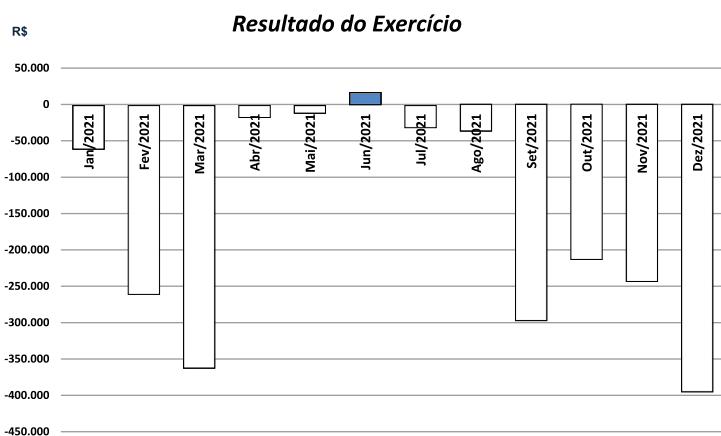 Resultado do Exercício
R$
50.000
0
-50.000
-100.000
-150.000
-200.000
-250.000
-300.000
-350.000
-400.000
-450.000
Jan/2021
Fev/2021
Mar/2021
Abr/2021
Mai/2021
Jun/2021
Jul/2021
Ago/2021
Set/2021
Out/2021
Nov/2021
Dez/2021